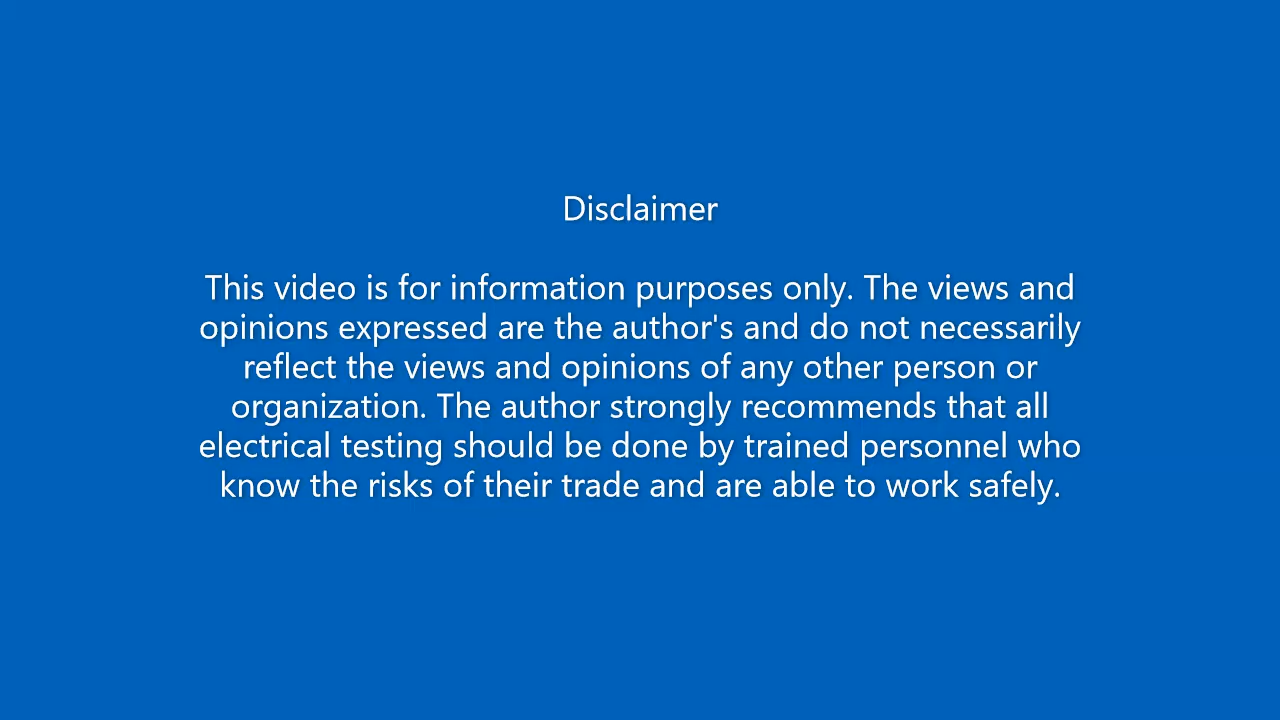 Disclaimer
This video is for information purposes only. The views and
opinions expressed are the author's and do not necessarily
reflect the views and opinions of any other person or
organization. The author strongly recommends that all
electrical testing should be done by trained personnel who
know the risks of their trade and are able to work safely.